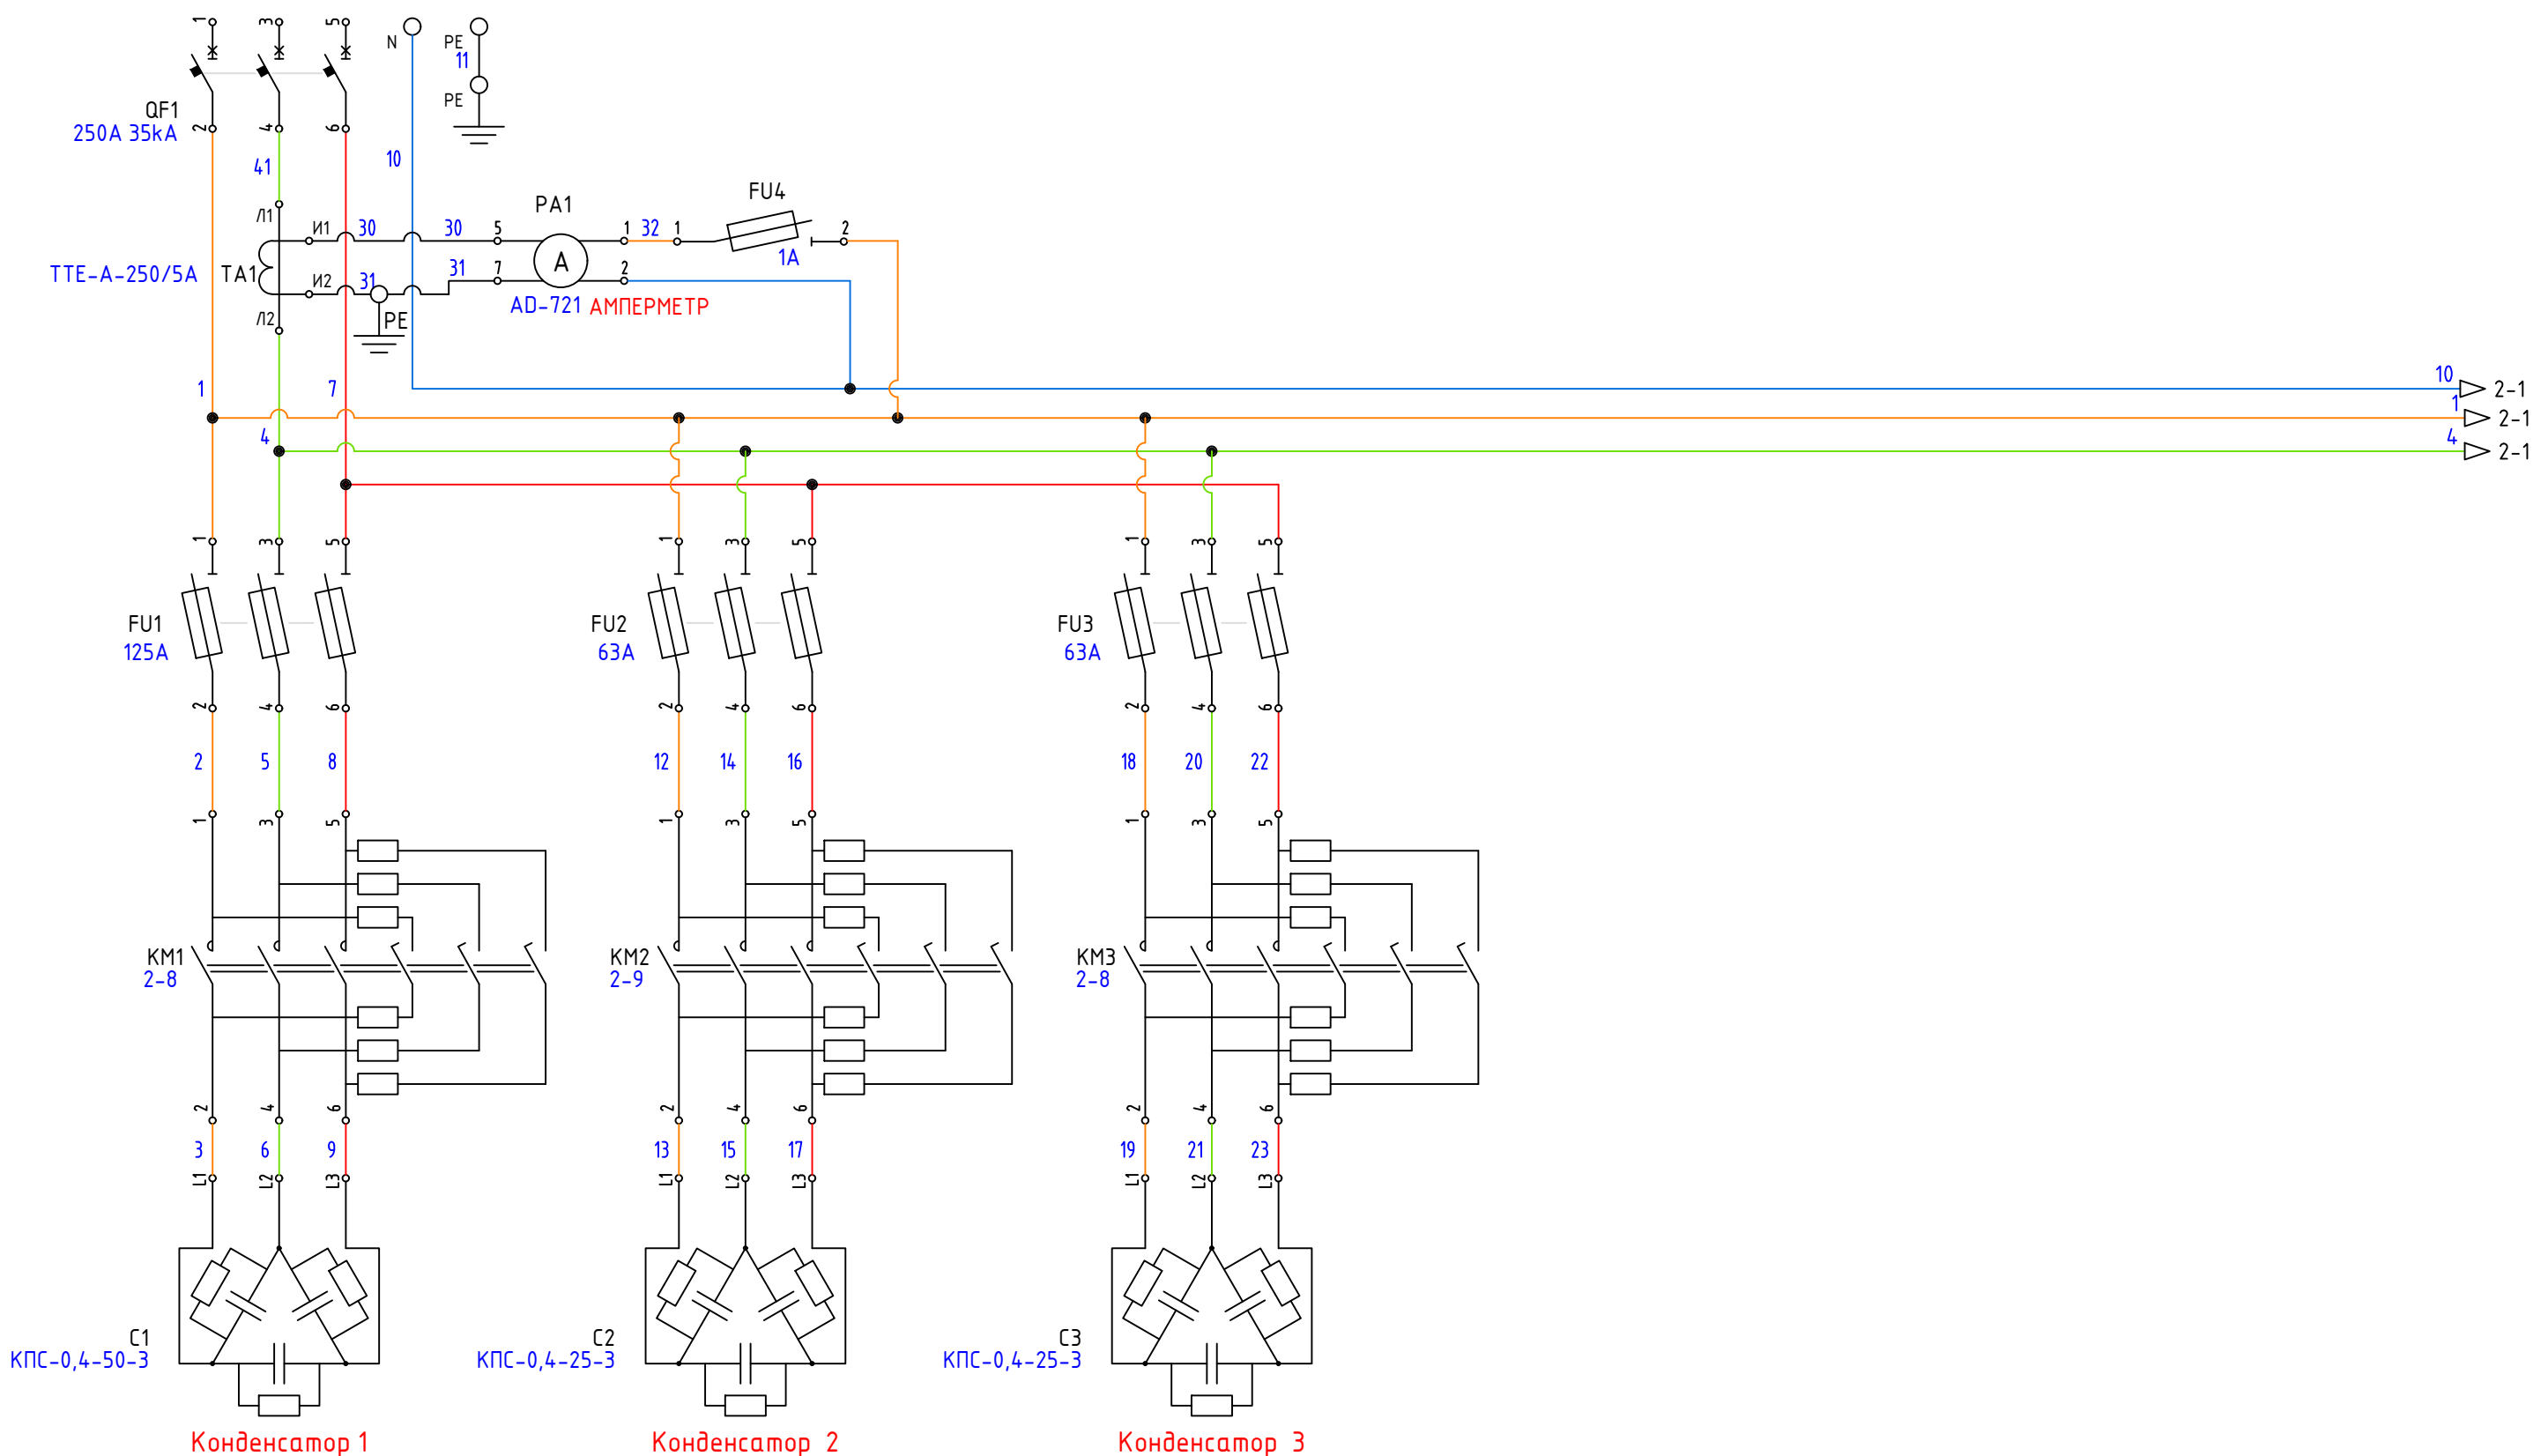 1 3 5 N PE
11
PE
QF1
250A 35kA
2 4 6
41
10
Л1
И1 30 30 5 PA1 1 32 1 FU4 2
1A
TTE-A-250/5A TA1
И2 31 31 7 A 2
AD-721 АМПЕРМЕТР
Л2
PE
1 7
10 2-1
1 2-1
4 4 2-1
1 3 5 1 3 5 1 3 5
FU1 FU2 FU3
125A 63A 63A
2 4 6 2 4 6 2 4 6
2 5 8 12 14 16 18 20 22
1 3 5 1 3 5 1 3 5
KM1 KM2 KM3
2-8 2-9 2-8
2 4 6 2 4 6 2 4 6
3 6 9 13 15 17 19 21 23
L1 L2 L3 L1 L2 L3 L1 L2 L3
C1 C2 C3
КПС-0,4-50-3 КПС-0,4-25-3 КПС-0,4-25-3
Конденсатор 1 Конденсатор 2 Конденсатор 3